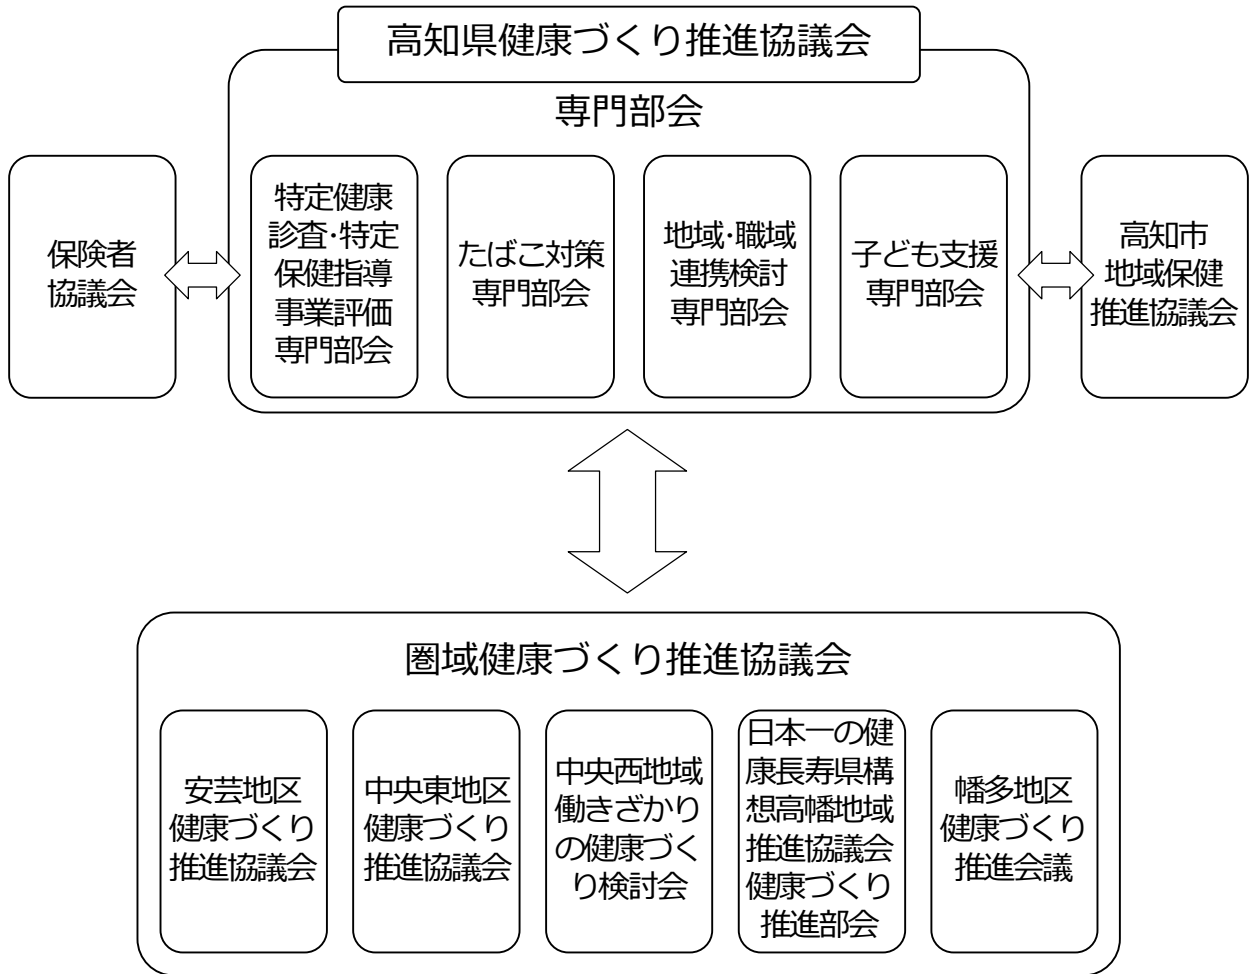 高知県健康づくり推進協議会
専門部会
保険者
協議会
特定健康
診査･特定
保健指導
事業評価
専門部会
たばこ対策
専門部会
地域･職域
連携検討
専門部会
子ども支援
専門部会
高知市
地域保健
推進協議会
圏域健康づくり推進協議会
安芸地区
健康づくり
推進協議会
中央東地区
健康づくり
推進協議会
中央西地域
働きざかり
の健康づく
り検討会
日本一の健
康長寿県構
想高幡地域
推進協議会
健康づくり
推進部会
幡多地区
健康づくり
推進会議